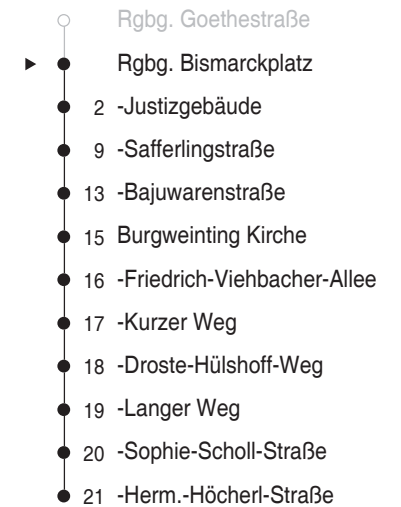 Rgbg. Goethestraße
Rgbg. Bismarckplatz
2 -Justizgebäude
9 -Safferlingstraße
13 -Bajuwarenstraße
15 Burgweinting Kirche
16 -Friedrich-Viehbacher-Allee
17 -Kurzer Weg
18 -Droste-Hülshoff-Weg
19 -Langer Weg
20 -Sophie-Scholl-Straße
21 -Herm.-Höcherl-Straße